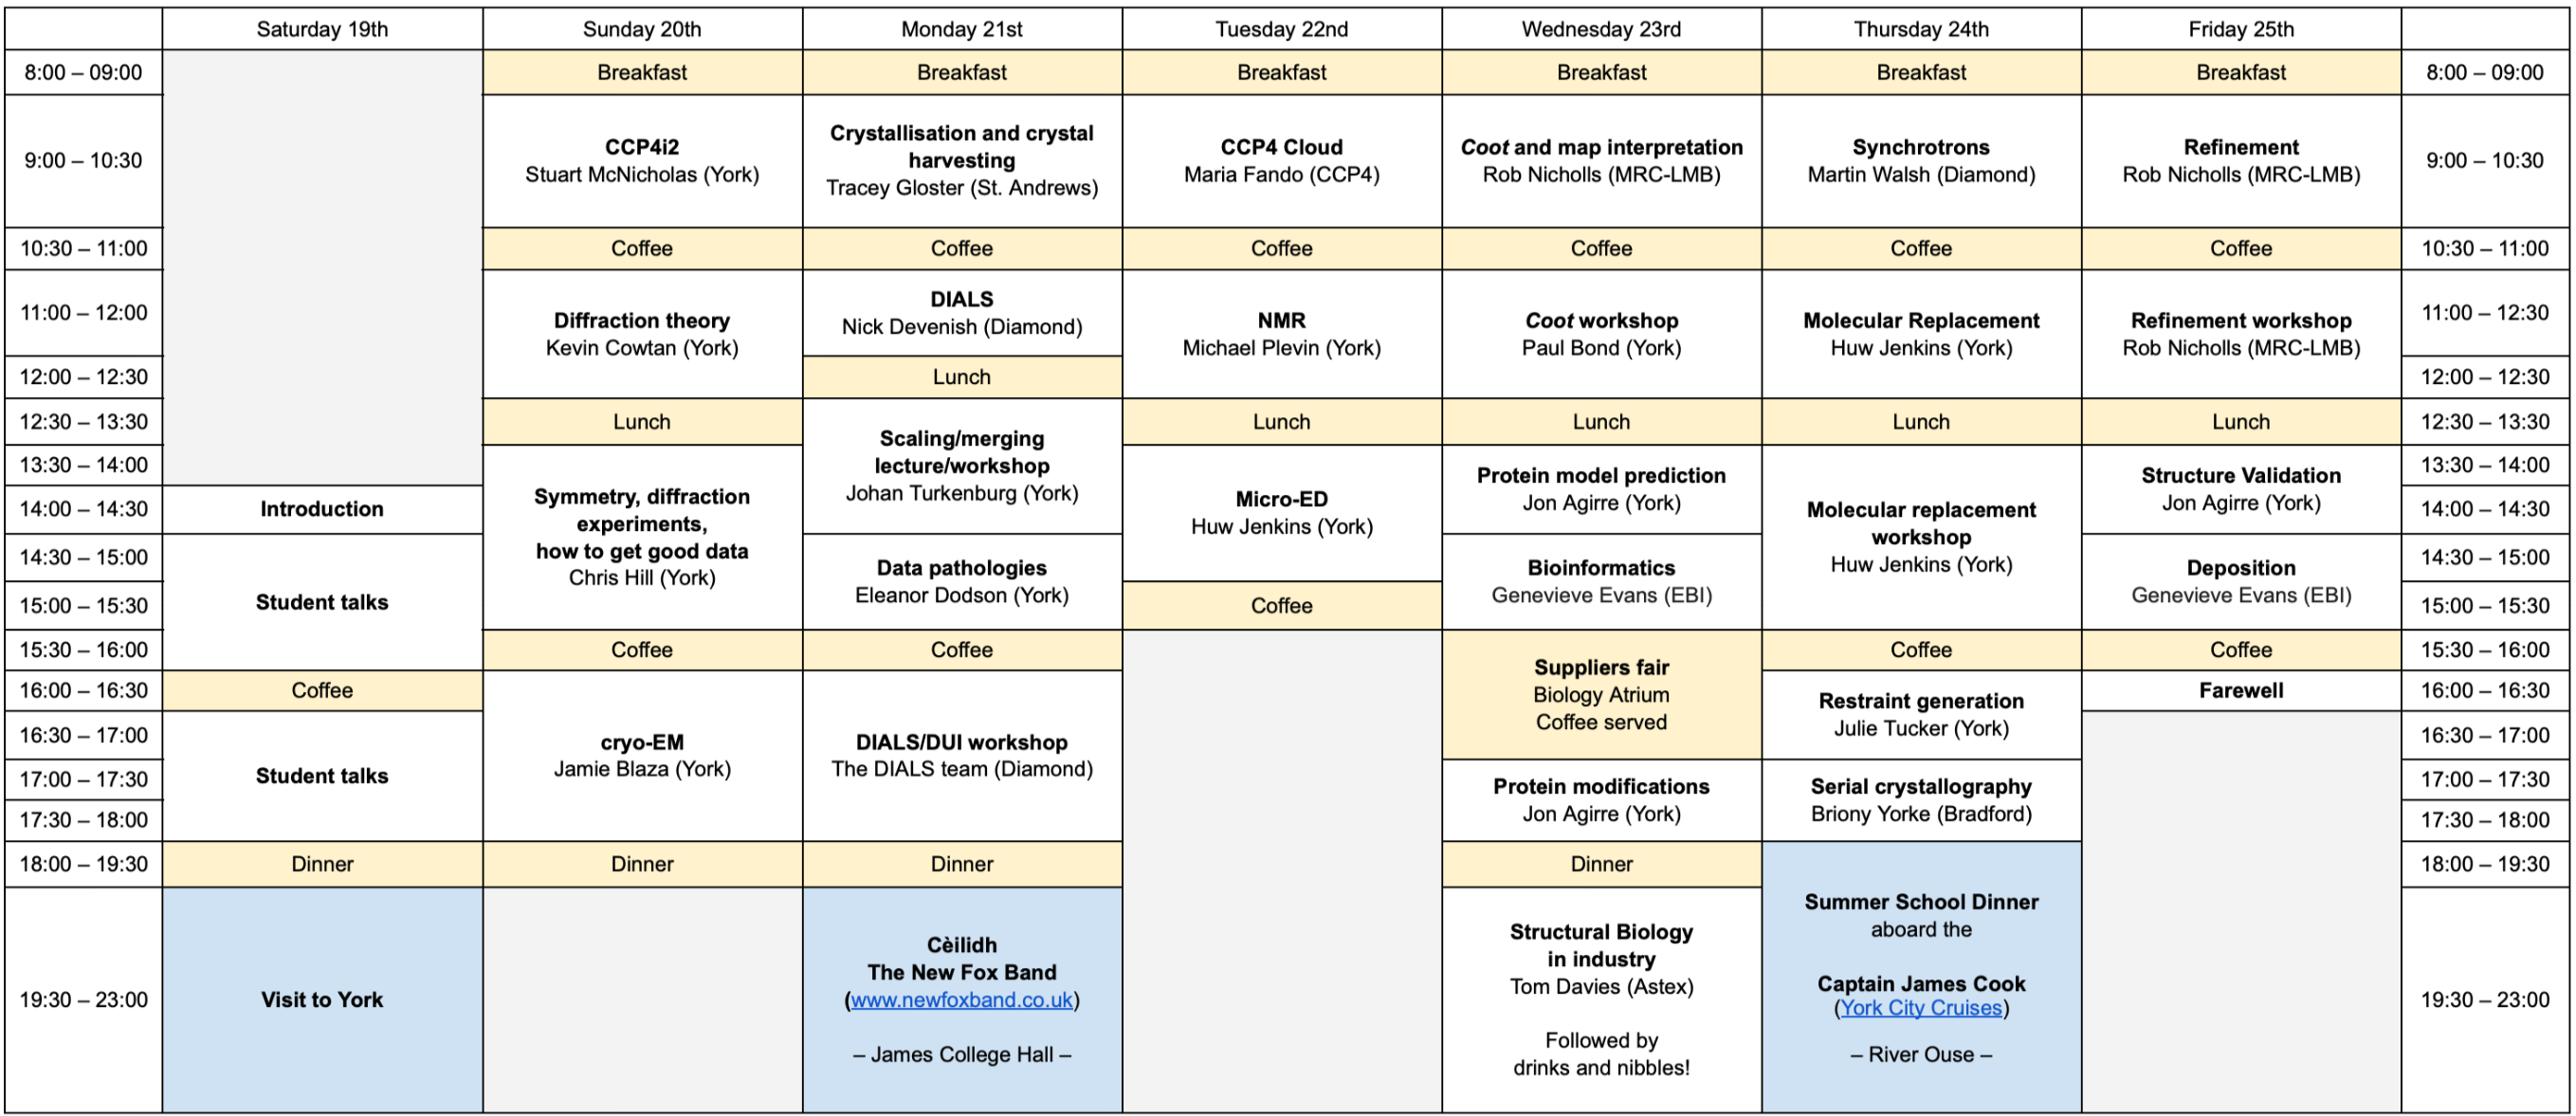 Saturday 19th Sunday 20th Monday 21st Tuesday 22nd Wednesday 23rd Thursday 24th Friday 25th
8:00 – 09:00 Breakfast Breakfast Breakfast Breakfast Breakfast Breakfast 8:00 – 09:00
9:00 – 10:30
CCP4i2
Stuart McNicholas (York)
Crystallisation and crystal
harvesting
Tracey Gloster (St. Andrews)
CCP4 Cloud
Maria Fando (CCP4)
Coot and map interpretation
Rob Nicholls (MRC-LMB)
Synchrotrons
Martin Walsh (Diamond)
Refinement
Rob Nicholls (MRC-LMB)
9:00 – 10:30
10:30 – 11:00 Coffee Coffee Coffee Coffee Coffee Coffee 10:30 – 11:00
11:00 – 12:00
Diffraction theory
Kevin Cowtan (York)
DIALS
Nick Devenish (Diamond)
NMR
Michael Plevin (York)
Coot workshop
Paul Bond (York)
Molecular Replacement
Huw Jenkins (York)
Refinement workshop
Rob Nicholls (MRC-LMB)
11:00 – 12:30
12:00 – 12:30 Lunch 12:00 – 12:30
12:30 – 13:30 Lunch Lunch Lunch Lunch Lunch 12:30 – 13:30
Scaling/merging
lecture/workshop
Johan Turkenburg (York)
13:30 – 14:00 13:30 – 14:00
Symmetry, diffraction
experiments,
how to get good data
Chris Hill (York)
Micro-ED
Huw Jenkins (York)
Protein model prediction
Jon Agirre (York)
Molecular replacement
workshop
Huw Jenkins (York)
Structure Validation
Jon Agirre (York)
14:00 – 14:30 Introduction 14:00 – 14:30
14:30 – 15:00 14:30 – 15:00
Student talks
Data pathologies
Eleanor Dodson (York)
Bioinformatics
Genevieve Evans (EBI)
Deposition
Genevieve Evans (EBI)
15:00 – 15:30 Coffee 15:00 – 15:30
15:30 – 16:00 Coffee Coffee Coffee Coffee 15:30 – 16:00
Suppliers fair
Biology Atrium
Coffee served
16:00 – 16:30 Coffee Farewell 16:00 – 16:30
Restraint generation
Julie Tucker (York)
16:30 – 17:00 16:30 – 17:00
Student talks
cryo-EM
Jamie Blaza (York)
DIALS/DUI workshop
The DIALS team (Diamond)
17:00 – 17:30 17:00 – 17:30
Protein modifications
Jon Agirre (York)
Serial crystallography
Briony Yorke (Bradford)
17:30 – 18:00 17:30 – 18:00
18:00 – 19:30 Dinner Dinner Dinner Dinner 18:00 – 19:30
19:30 – 23:00
Visit to York
Cèilidh
The New Fox Band
(www.newfoxband.co.uk)
– James College Hall –
Structural Biology
in industry
Tom Davies (Astex)
Followed by
drinks and nibbles!
Summer School Dinner
aboard the
Captain James Cook
(York City Cruises)
– River Ouse –
19:30 – 23:00